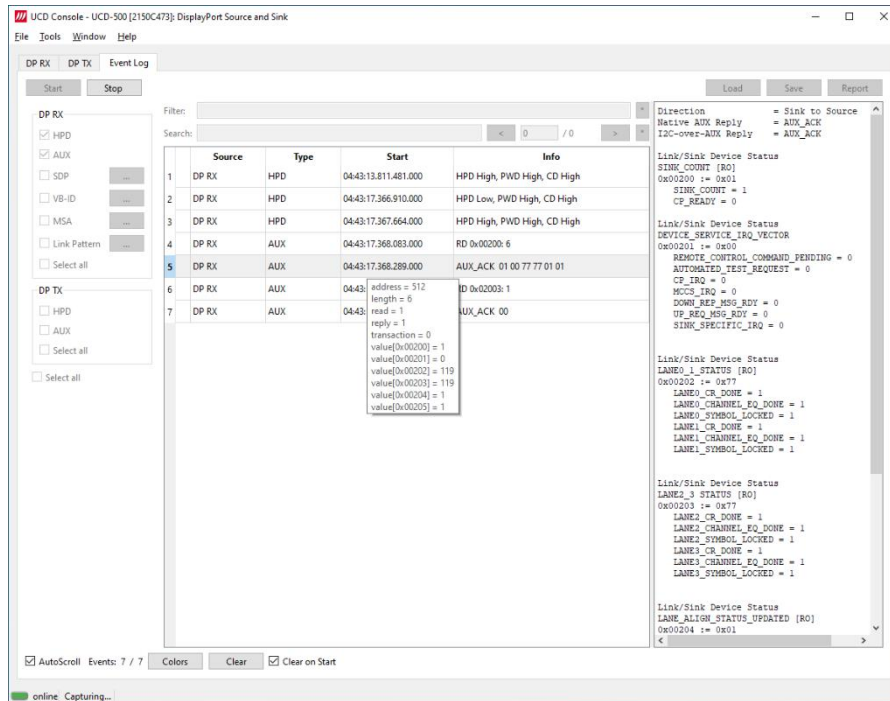 UCD Console - UCD-500 [2150C473]: DisplayPort Source and Sink
File Tools Window Help
DP RX DP TX Event Log
Start Stop Load Save Report
DP RX
HPD
AUX
SDP ...
VB-ID ...
MSA ...
Link Pattern ...
Select all
DP TX
HPD
AUX
Select all
Select all
Filter:
Search: < 0 / 0 >
Source Type Start Info
1 DP RX HPD 04:43:13.811.481.000 HPD High, PWD High, CD High
2 DP RX HPD 04:43:17.366.910.000 HPD Low, PWD High, CD High
3 DP RX HPD 04:43:17.367.664.000 HPD High, PWD High, CD High
4 DP RX AUX 04:43:17.368.083.000 RD 0x00200: 6
5 DP RX AUX 04:43:17.368.289.000 AUX_ACK 01 00 77 77 01 01
6 DP RX AUX 04:43: RD 0x02003: 1
7 DP RX AUX 04:43: AUX_ACK 00
address = 512
length = 6
read = 1
reply = 1
transaction = 0
value[0x00200] = 1
value[0x00201] = 0
value[0x00202] = 119
value[0x00203] = 119
value[0x00204] = 1
value[0x00205] = 1
Direction = Sink to Source
Native AUX Reply = AUX_ACK
I2C-over-AUX Reply = AUX_ACK
Link/Sink Device Status
SINK_COUNT [RO]
0x00200 := 0x01
SINK_COUNT = 1
CP_READY = 0
Link/Sink Device Status
DEVICE_SERVICE_IRQ_VECTOR
0x00201 := 0x00
REMOTE_CONTROL_COMMAND_PENDING = 0
AUTOMATED_TEST_REQUEST = 0
CP_IRQ = 0
MCCS_IRQ = 0
DOWN_REP_MSG_RDY = 0
UP_REQ_MSG_RDY = 0
SINK_SPECIFIC_IRQ = 0
Link/Sink Device Status
LANE0_1_STATUS [RO]
0x00202 := 0x77
LANE0_CR_DONE = 1
LANE0_CHANNEL_EQ_DONE = 1
LANE0_SYMBOL_LOCKED = 1
LANE1_CR_DONE = 1
LANE1_CHANNEL_EQ_DONE = 1
LANE1_SYMBOL_LOCKED = 1
Link/Sink Device Status
LANE2_3 STATUS [RO]
0x00203 := 0x77
LANE2_CR_DONE = 1
LANE2_CHANNEL_EQ_DONE = 1
LANE2_SYMBOL_LOCKED = 1
LANE3_CR_DONE = 1
LANE3_CHANNEL_EQ_DONE = 1
LANE3_SYMBOL_LOCKED = 1
Link/Sink Device Status
LANE_ALIGN_STATUS_UPDATED [RO]
0x00204 := 0x01
AutoScroll Events: 7 / 7 Colors Clear Clear on Start
online Capturing...